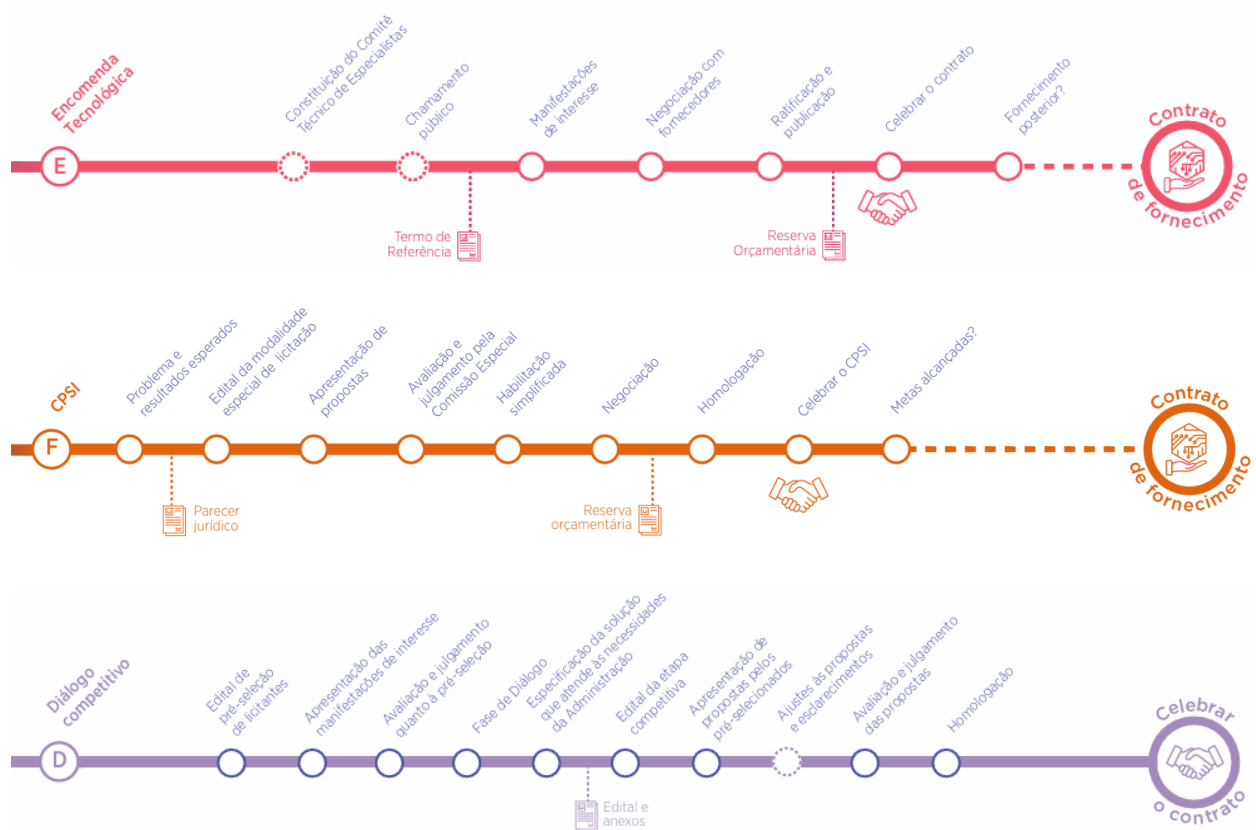 Encomenda
Tecnológica
E
Constituição do Comitê
Técnico de Especialistas
Chamamento
público
Manifestações
de interesse
Negociação com
fornecedores
Ratificação e
publicação
Celebrar o contrato
Fornecimento
posterior?
Contrato
de fornecimento
Termo de
Referência
Reserva
Orçamentária
CPSI
F
Problema e
resultados esperados
Edital da modalidade
especial de licitação
Apresentação de
propostas
Avaliação e
julgamento pela
Comissão Especial
Habilitação
simplificada
Negociação
Homologação
Celebrar o CPSI
Metas alcançadas?
Contrato
de fornecimento
Parecer
jurídico
Reserva
orçamentária
Diálogo
competitivo
D
Edital de
pré-seleção
de licitantes
Apresentação das
manifestações de interesse
Avaliação e julgamento
quanto à pré-seleção
Fase de Diálogo
Especificação da solução
que atende às necessidades
da Administração
Edital da etapa
competitiva
Apresentação de
propostas pelos
pré-selecionados
Ajustes às propostas
e esclarecimentos
Avaliação e julgamento
das propostas
Homologação
Celebrar
o contrato
Edital e
anexos